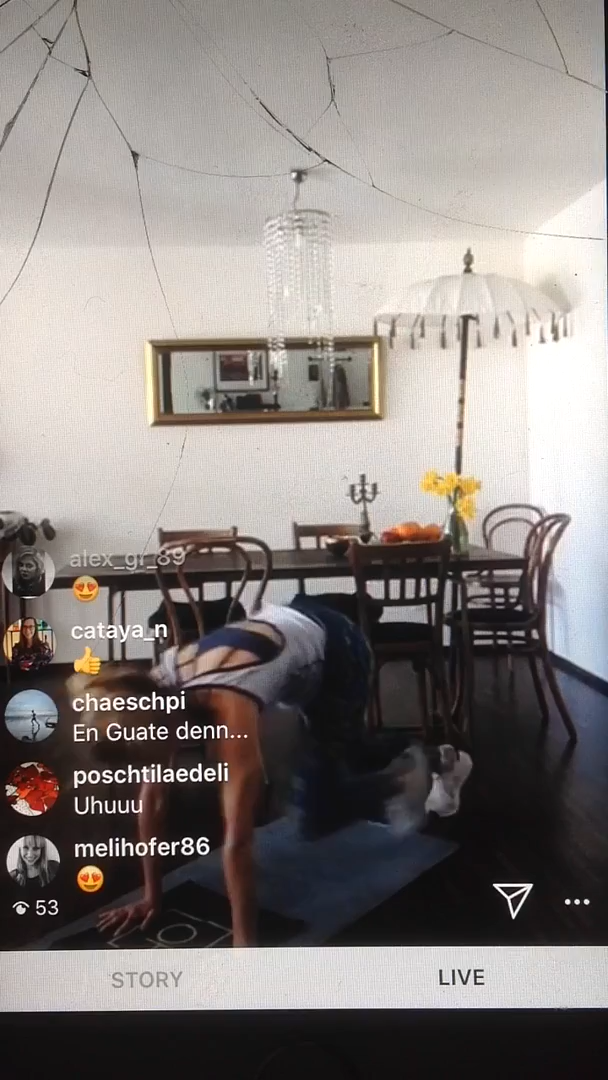 alex_gr_89
😍
cataya_n
👍
chaeschpi
En Guate denn...
poschtilaedeli
Uhuuu
melihofer86
😍
53
STORY
LIVE